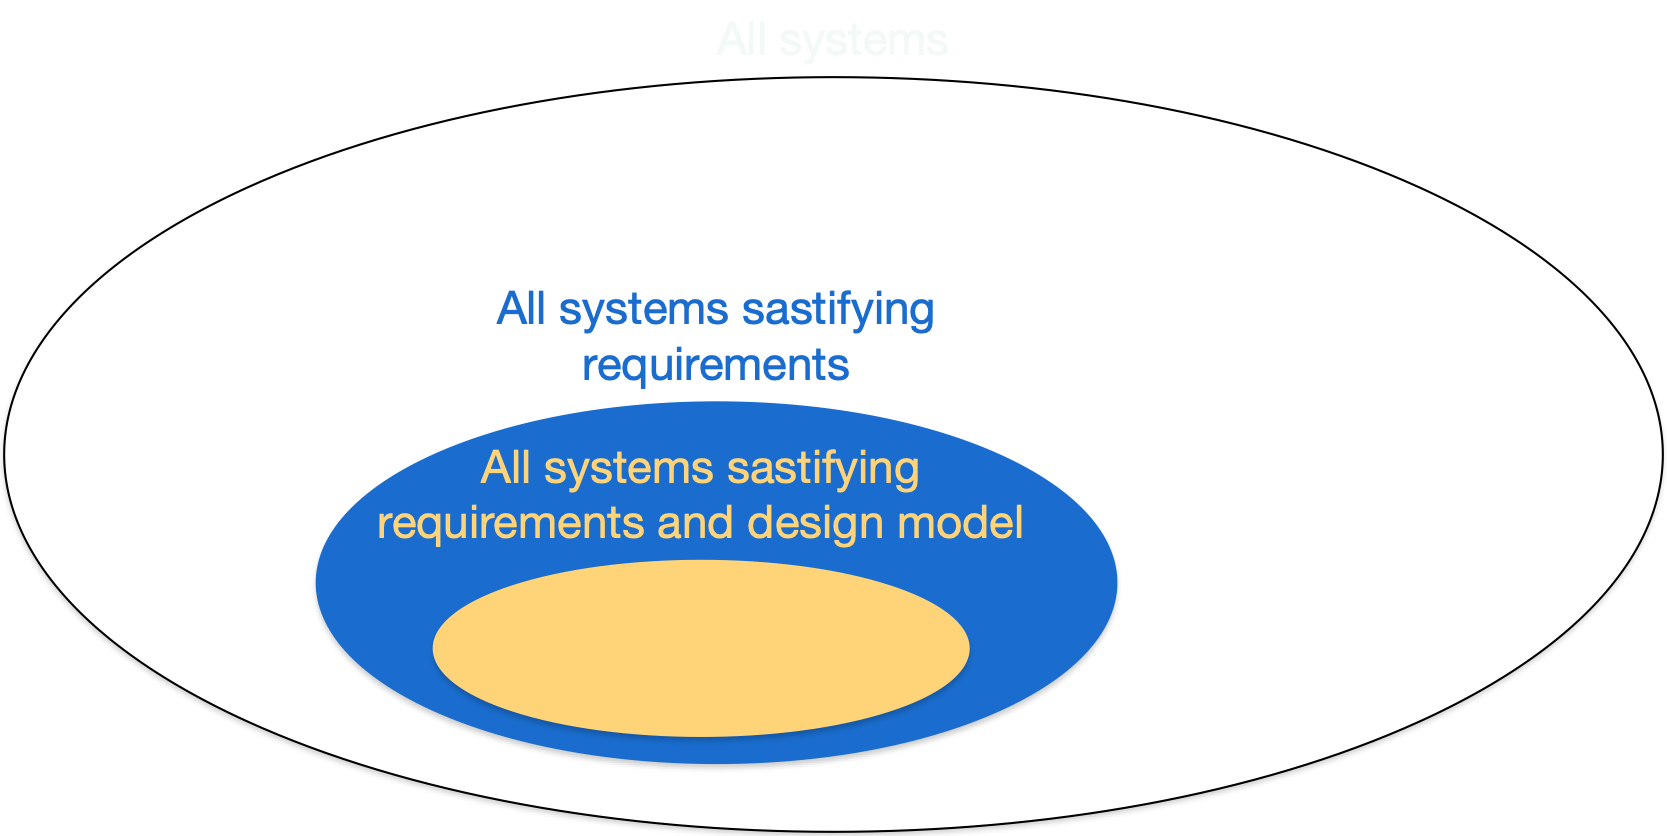 All systems
All systems sastifying
requirements
All systems sastifying
requirements and design model